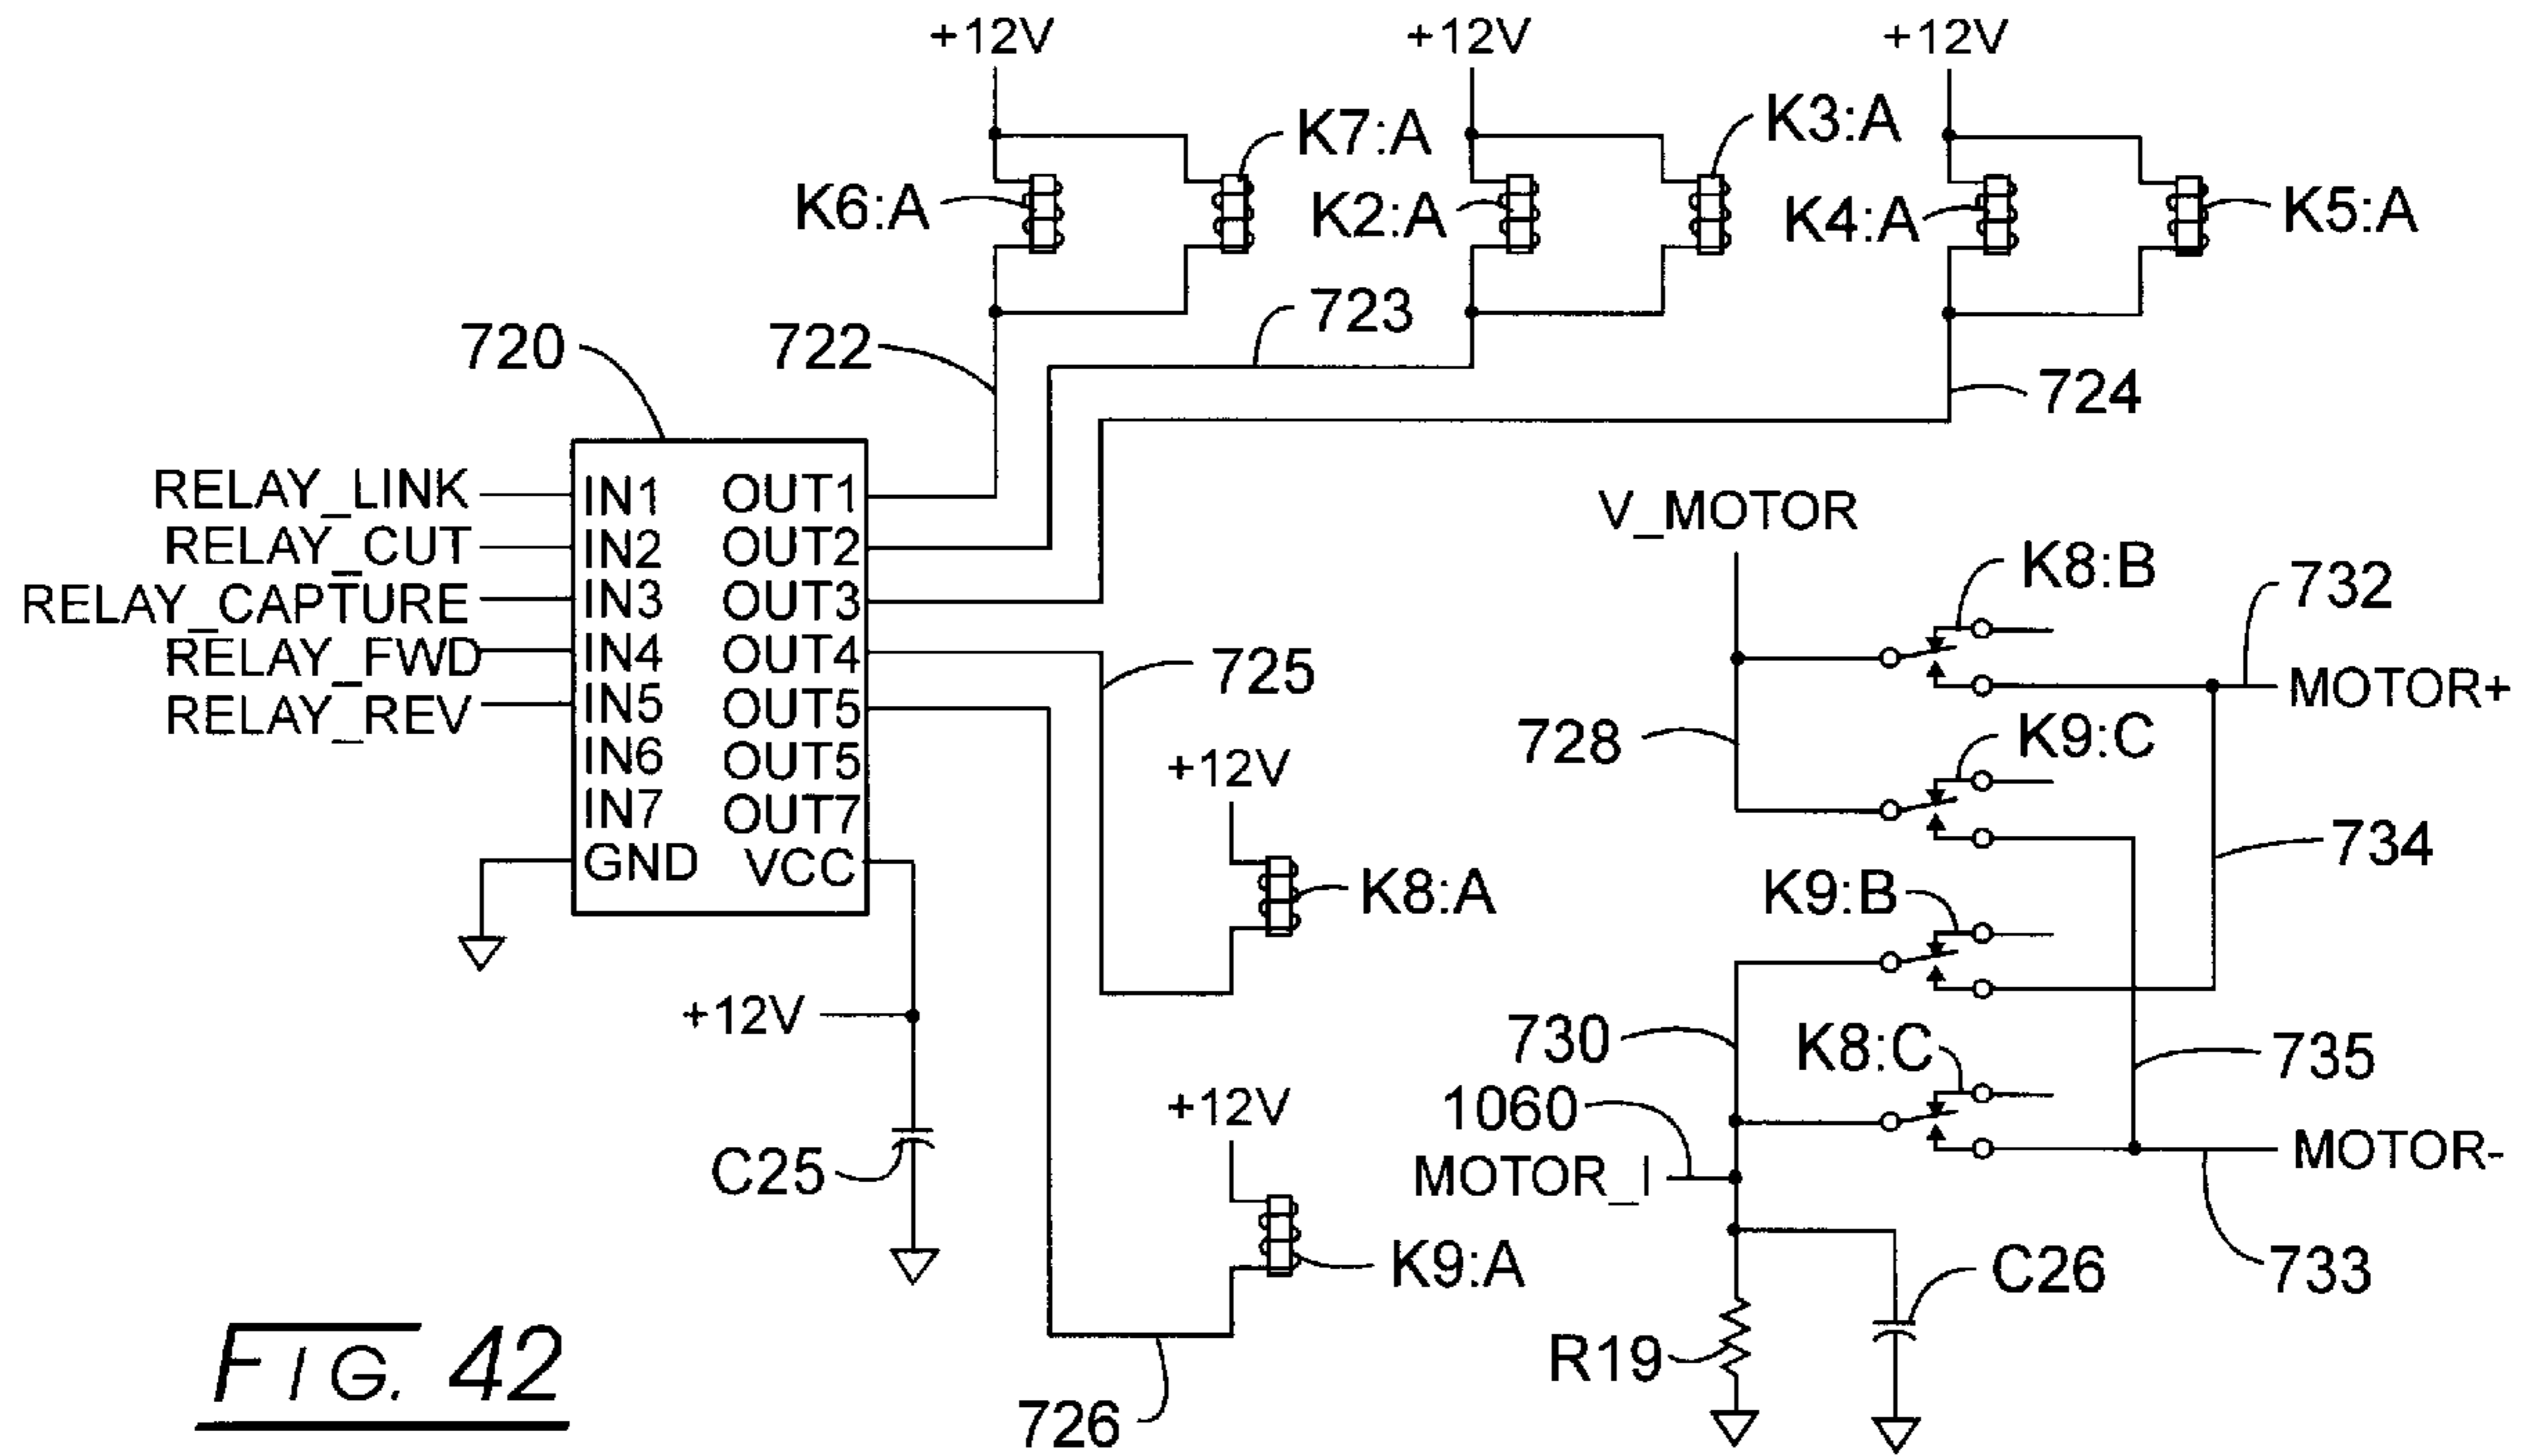 +12V +12V +12V
K7:A K3:A
K6:A K2:A K4:A K5:A
723
720 722
724
RELAY_LINK IN1 OUT1
RELAY_CUT IN2 OUT2
RELAY_CAPTURE IN3 OUT3
RELAY_FWD IN4 OUT4
RELAY_REV IN5 OUT5
IN6 OUT5
IN7 OUT7
GND VCC
V_MOTOR
K8:B 732
725 MOTOR+
728 K9:C
+12V
734
K8:A K9:B
+12V
730 K8:C 735
+12V 1060
C25 MOTOR_I MOTOR-
K9:A C26 733
R19
726
FIG. 42